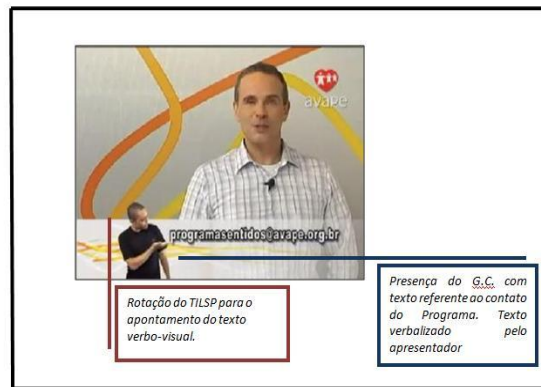 avape
programasentidos@avape.org.br
Rotação do TILSP para o
apontamento do texto
verbo-visual.
Presença do G.C. com
texto referente ao contato
do Programa. Texto
verbalizado pelo
apresentador